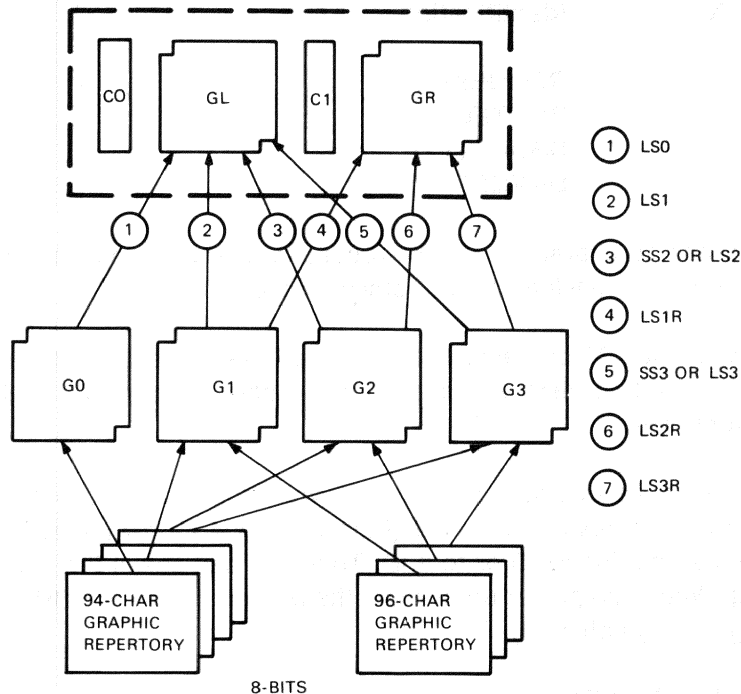 C0
GL
C1
GR
1 LS0
2 LS1
3 SS2 OR LS2
4 LS1R
5 SS3 OR LS3
6 LS2R
7 LS3R
1
2
3
4
5
6
7
G0
G1
G2
G3
94-CHAR
GRAPHIC
REPERTORY
96-CHAR
GRAPHIC
REPERTORY
8-BITS